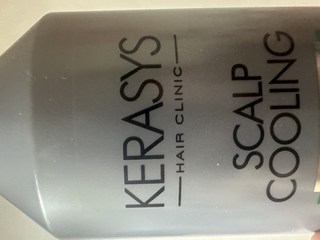 KERASYS
HAIR CLINIC
SCALP
COOLING